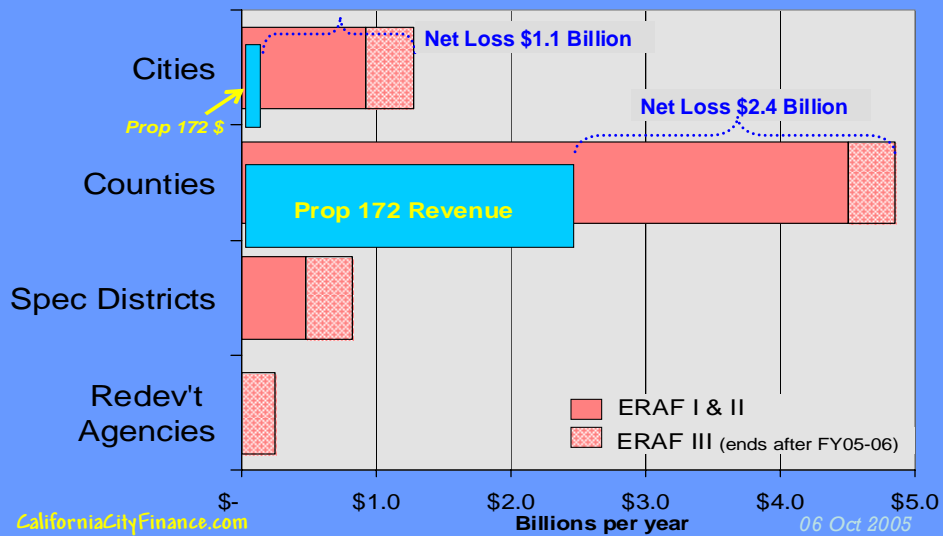 Net Loss $1.1 Billion
Cities
Prop 172 $
Net Loss $2.4 Billion
Counties
Prop 172 Revenue
Spec Districts
Redev't
Agencies
ERAF I & II
ERAF III (ends after FY05-06)
$- $1.0 $2.0 $3.0 $4.0 $5.0
CaliforniaCityFinance.com Billions per year 06 Oct 2005